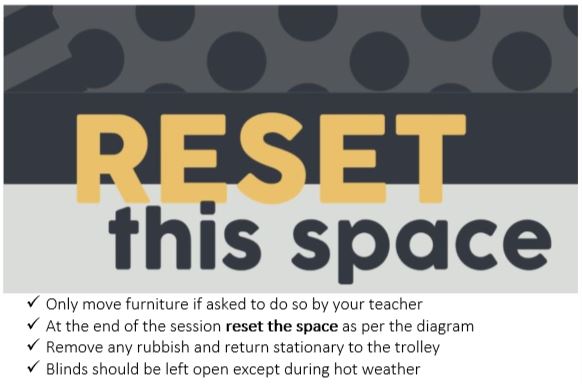 RESET
this space
✓ Only move furniture if asked to do so by your teacher
✓ At the end of the session reset the space as per the diagram
✓ Remove any rubbish and return stationary to the trolley
✓ Blinds should be left open except during hot weather